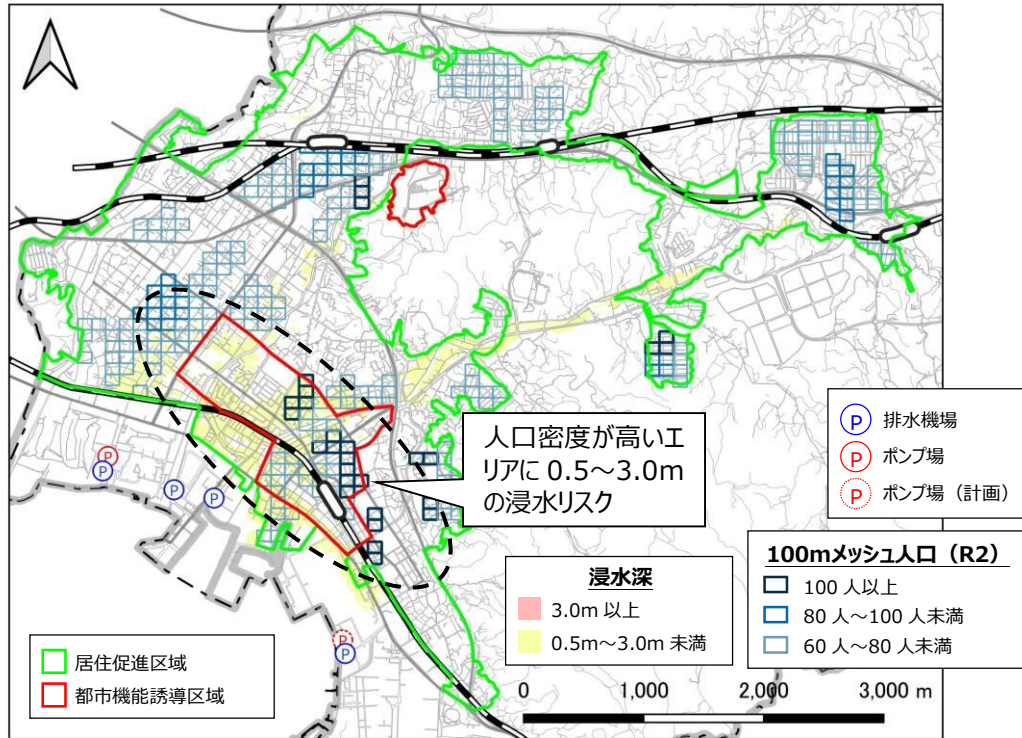 人口密度が高いエ
リアに 0.5～3.0m
の浸水リスク
P 排水機場
P ポンプ場
P ポンプ場（計画）
P
P
P
P
P
P
浸水深
3.0m 以上
0.5m～3.0m 未満
100mメッシュ人口（R2）
100 人以上
80 人～100 人未満
60 人～80 人未満
居住促進区域
都市機能誘導区域
0 1,000 2,000 3,000 m